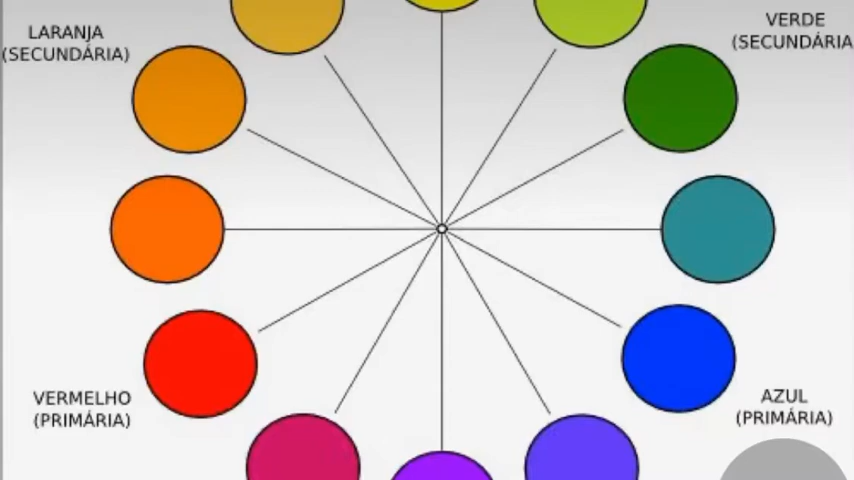 LARANJA
(SECUNDÁRIA)
VERDE
(SECUNDÁRIA
VERMELHO
(PRIMÁRIA)
AZUL
(PRIMÁRIA)